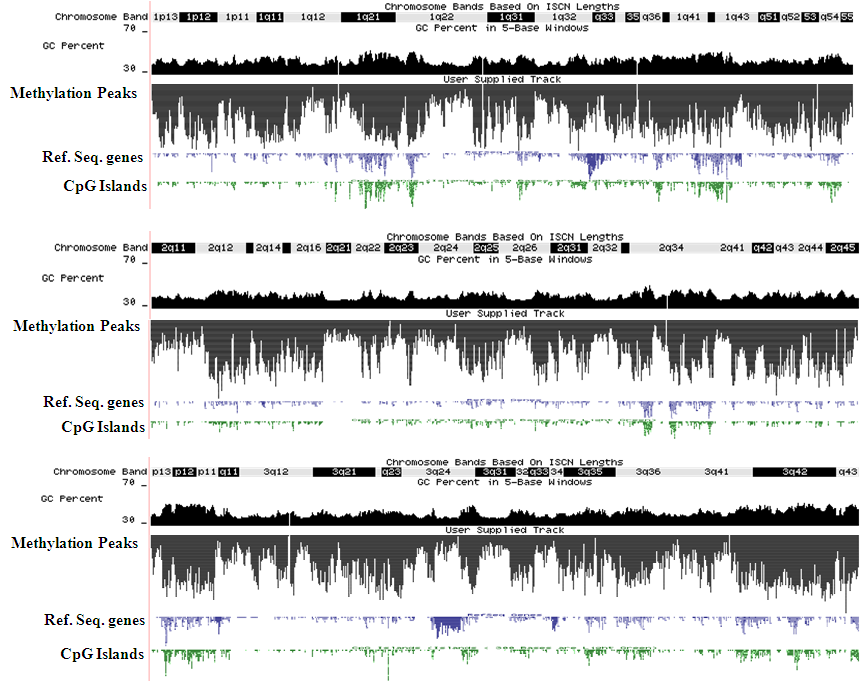 Chromosome Bands Based On ISCN Lengths
Chromosome Band 1p13 1p12 1p11 1q11 1q12 1q21 1q22 1q31 1q32 q33 35 q36 1q41 1q43 q51 q52 53 q54 55
70
GC Percent in 5-Base Windows
GC Percent
30
User Supplied Track
Methylation Peaks
Ref. Seq. genes
CpG Islands
Chromosome Bands Based On ISCN Lengths
Chromosome Band 2q11 2q12 2q14 2q16 2q21 2q22 2q23 2q24 2q25 2q26 2q31 2q32 2q34 2q41 q42 q43 2q44 2q45
70
GC Percent in 5-Base Windows
GC Percent
30
User Supplied Track
Methylation Peaks
Ref. Seq. genes
CpG Islands
Chromosome Bands Based On ISCN Lengths
Chromosome Band p13 p12 p11 q11 3q12 3q21 q23 3q24 3q31 32 q33 34 3q35 3q36 3q41 3q42 q43
70
GC Percent in 5-Base Windows
GC Percent
30
User Supplied Track
Methylation Peaks
Ref. Seq. genes
CpG Islands